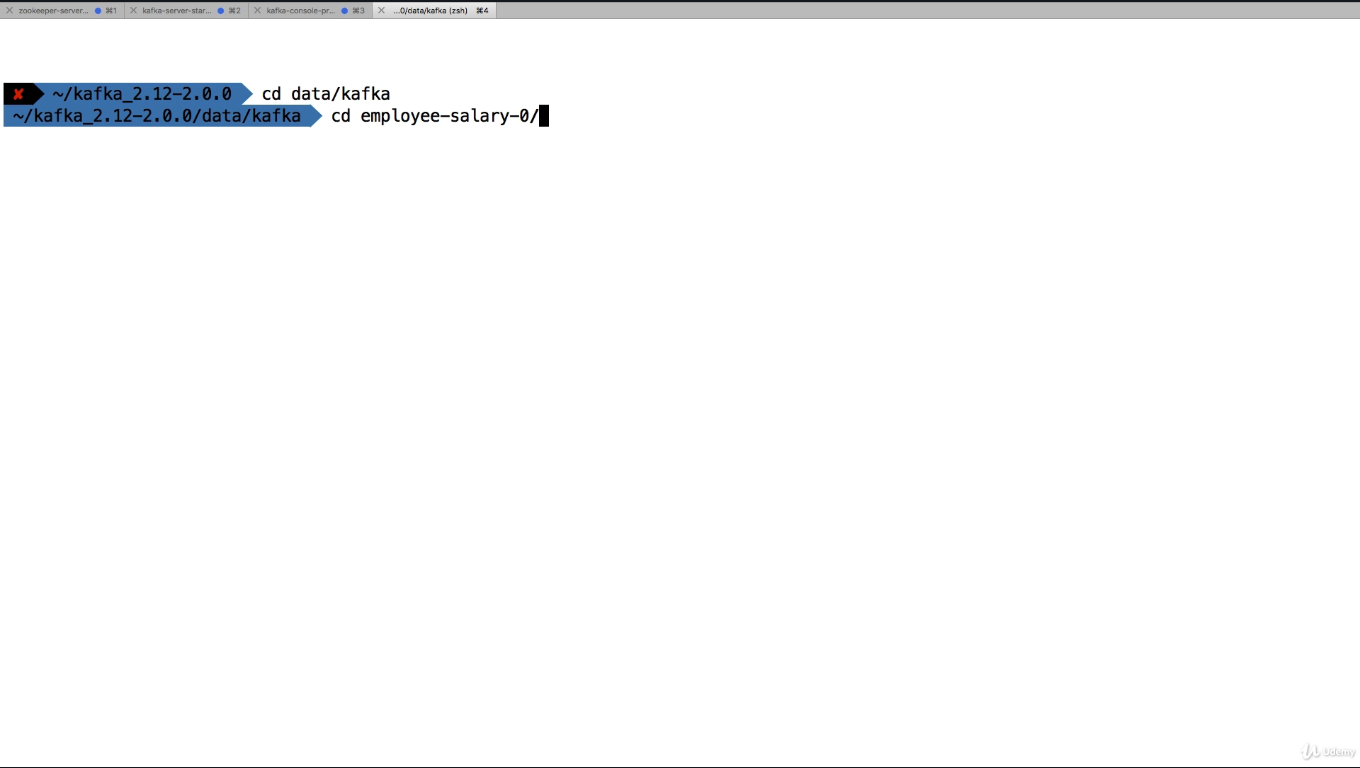 zookeeper-server... ⌘1 kafka-server-star... ⌘2 kafka-console-pr... ⌘3 ...0/data/kafka (zsh) ⌘4
✘ ~/kafka_2.12-2.0.0 cd data/kafka
~/kafka_2.12-2.0.0/data/kafka cd employee-salary-0/
Udemy